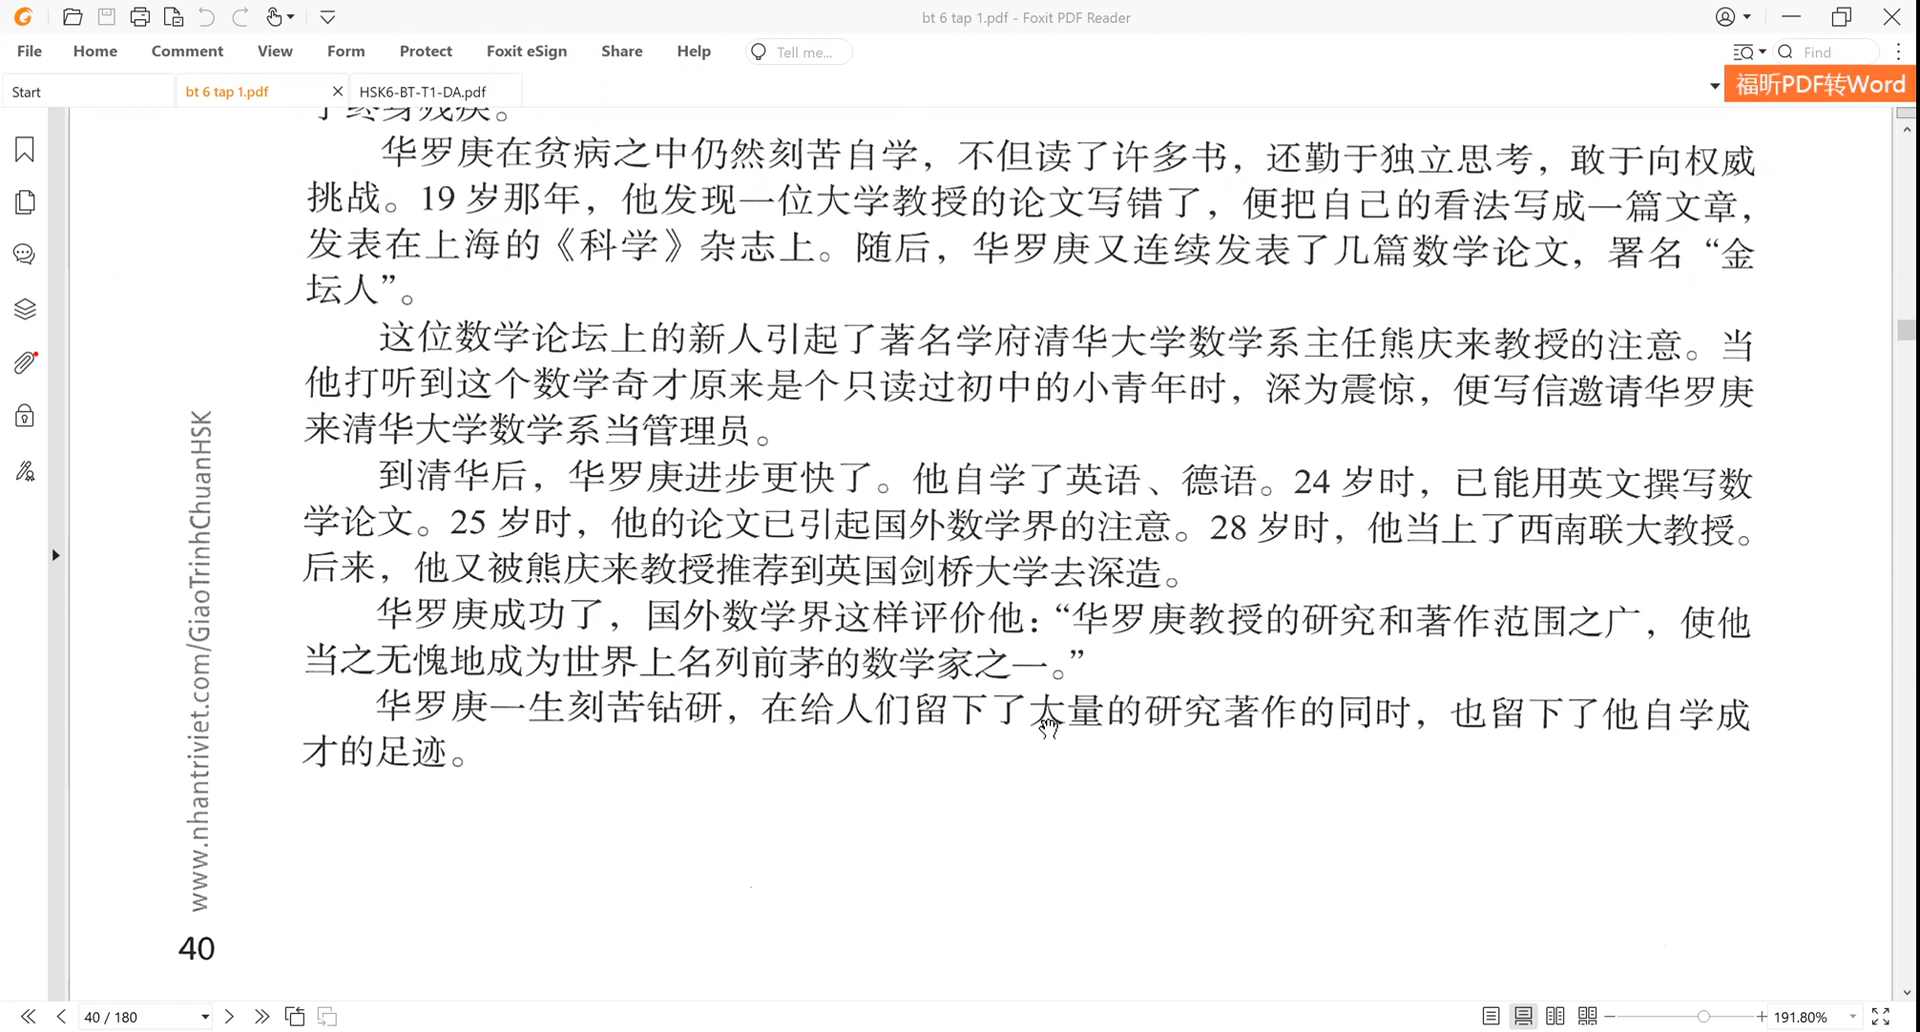 bt 6 tap 1.pdf - Foxit PDF Reader
File Home Comment View Form Protect Foxit eSign Share Help Tell me... Find
Start bt 6 tap 1.pdf HSK6-BT-T1-DA.pdf 福昕PDF转Word
了终身残疾。
华罗庚在贫病之中仍然刻苦自学，不但读了许多书，还勤于独立思考，敢于向权威
挑战。19 岁那年，他发现一位大学教授的论文写错了，便把自己的看法写成一篇文章，
发表在上海的《科学》杂志上。随后，华罗庚又连续发表了几篇数学论文，署名“金
坛人”。
这位数学论坛上的新人引起了著名学府清华大学数学系主任熊庆来教授的注意。当
他打听到这个数学奇才原来是个只读过初中的小青年时，深为震惊，便写信邀请华罗庚
来清华大学数学系当管理员。
到清华后，华罗庚进步更快了。他自学了英语、德语。24 岁时，已能用英文撰写数
学论文。25 岁时，他的论文已引起国外数学界的注意。28 岁时，他当上了西南联大教授。
后来，他又被熊庆来教授推荐到英国剑桥大学去深造。
华罗庚成功了，国外数学界这样评价他：“华罗庚教授的研究和著作范围之广，使他
当之无愧地成为世界上名列前茅的数学家之一。”
华罗庚一生刻苦钻研，在给人们留下了大量的研究著作的同时，也留下了他自学成
才的足迹。
www.nhantriviet.com/GiaoTrinhChuanHSK
40
40 / 180 191.80%